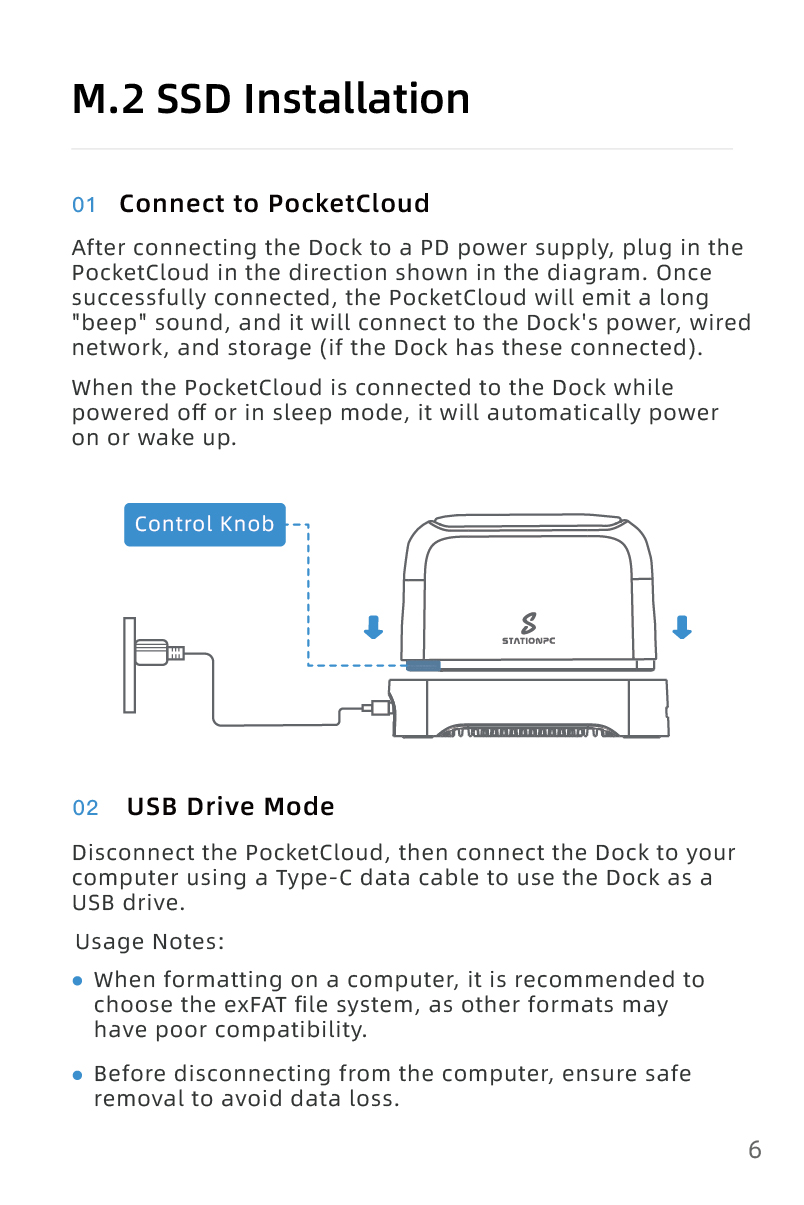 M.2 SSD Installation
01 Connect to PocketCloud
After connecting the Dock to a PD power supply, plug in the
PocketCloud in the direction shown in the diagram. Once
successfully connected, the PocketCloud will emit a long
"beep" sound, and it will connect to the Dock's power, wired
network, and storage (if the Dock has these connected).
When the PocketCloud is connected to the Dock while
powered off or in sleep mode, it will automatically power
on or wake up.
Control Knob
STATIONPC
02 USB Drive Mode
Disconnect the PocketCloud, then connect the Dock to your
computer using a Type-C data cable to use the Dock as a
USB drive.
Usage Notes:
● When formatting on a computer, it is recommended to
choose the exFAT file system, as other formats may
have poor compatibility.
● Before disconnecting from the computer, ensure safe
removal to avoid data loss.
6